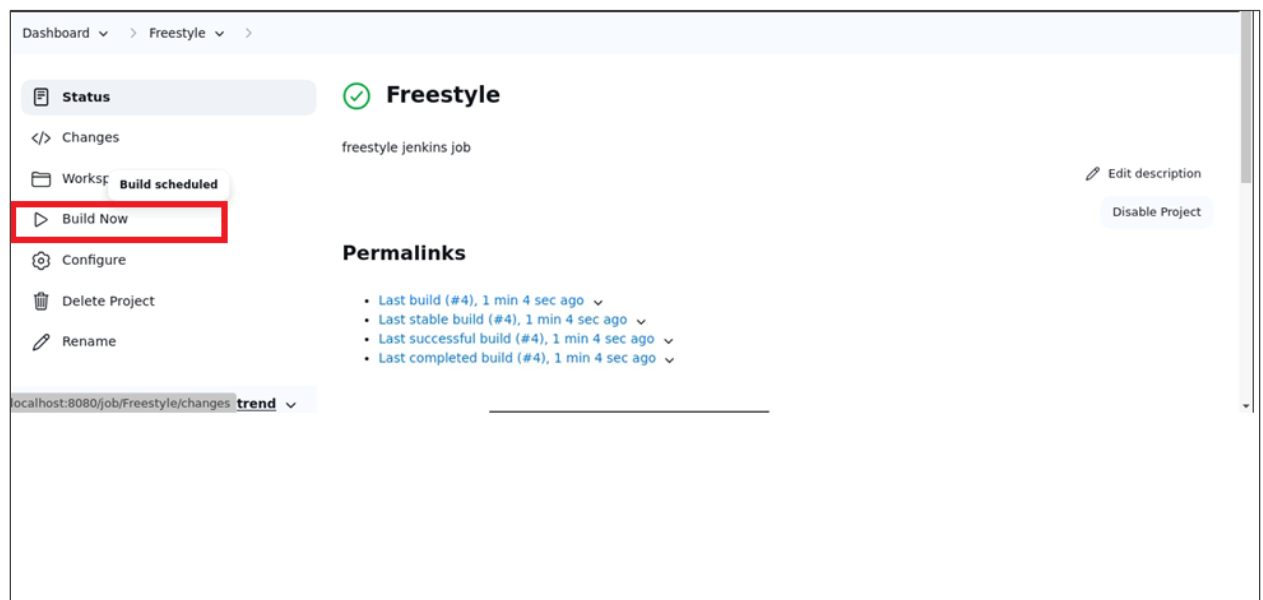 Dashboard
Freestyle
Status
Changes
Worksp
Build scheduled
Build Now
Configure
Delete Project
Rename
localhost:8080/job/Freestyle/changes trend
Freestyle
freestyle jenkins job
Edit description
Disable Project
Permalinks
• Last build (#4), 1 min 4 sec ago
• Last stable build (#4), 1 min 4 sec ago
• Last successful build (#4), 1 min 4 sec ago
• Last completed build (#4), 1 min 4 sec ago